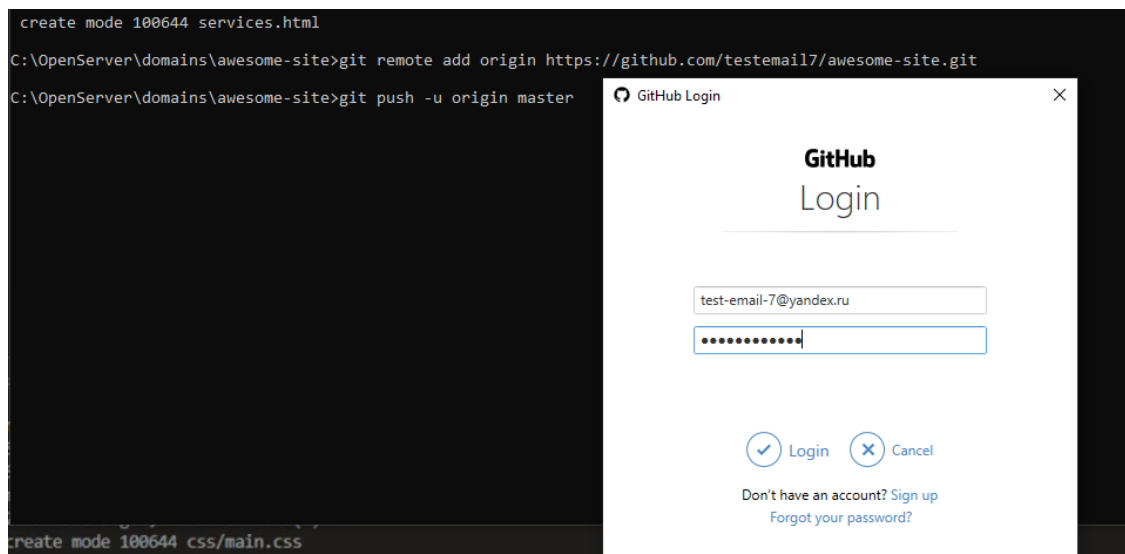 create mode 100644 services.html
C:\OpenServer\domains\awesome-site>git remote add origin https://github.com/testemail7/awesome-site.git
C:\OpenServer\domains\awesome-site>git push -u origin master
GitHub Login
GitHub
Login
test-email-7@yandex.ru
••••••••••••
Login Cancel
Don't have an account? Sign up
Forgot your password?
create mode 100644 css/main.css